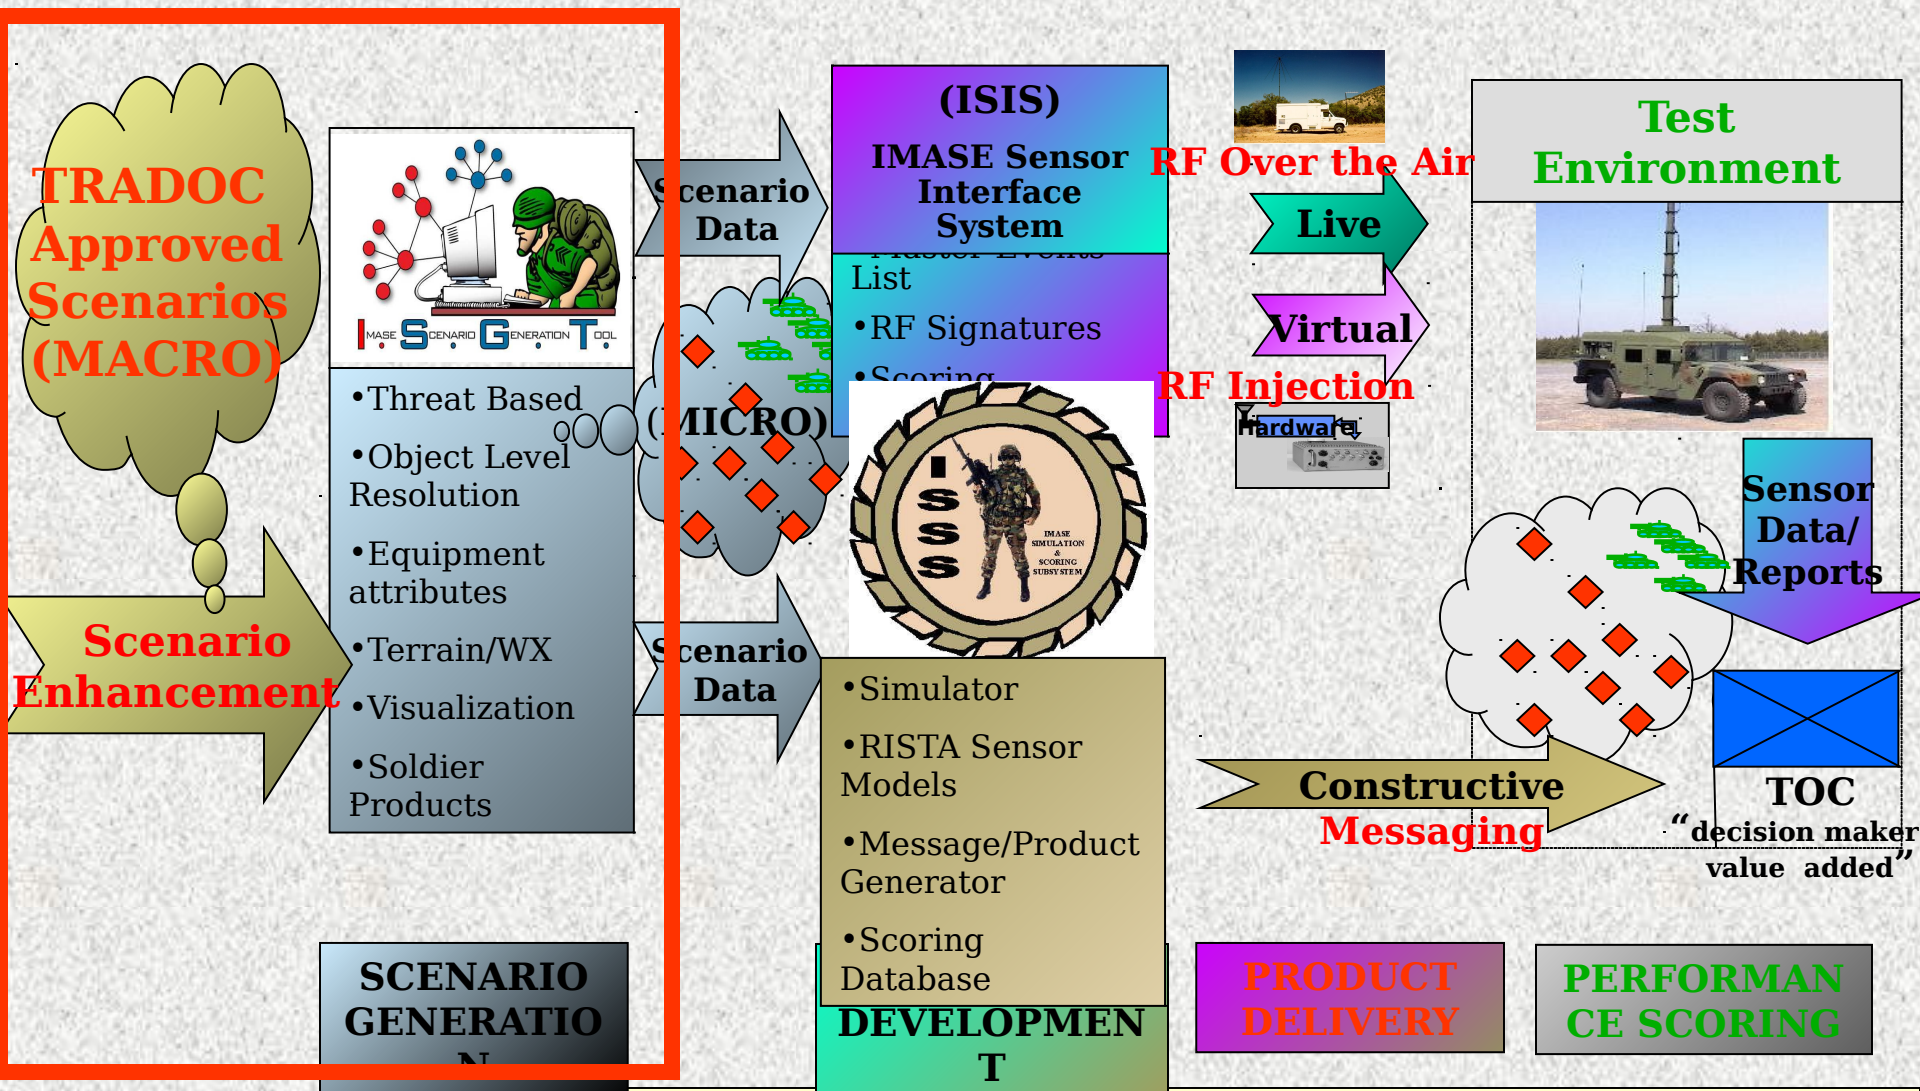 TRADOC
Approved
Scenarios
(MACRO)
Scenario
Enhancement
IMASE SCENARIO GENERATION TOOL
•Threat Based
•Object Level
Resolution
•Equipment
attributes
•Terrain/WX
•Visualization
•Soldier
Products
SCENARIO
GENERATIO
N
Scenario
Data
(MICRO)
Scenario
Data
(ISIS)
IMASE Sensor
Interface
System
•Master Events
List
•RF Signatures
•Scoring
ISSS
IMASE
SIMULATION
&
SCORING
SUBSYSTEM
•Simulator
•RISTA Sensor
Models
•Message/Product
Generator
•Scoring
Database
DEVELOPMEN
T
RF Over the Air
Live
Virtual
RF Injection
Hardware
Constructive
Messaging
PRODUCT
DELIVERY
Test
Environment
Sensor
Data/
Reports
TOC
“decision maker
value added”
PERFORMAN
CE SCORING